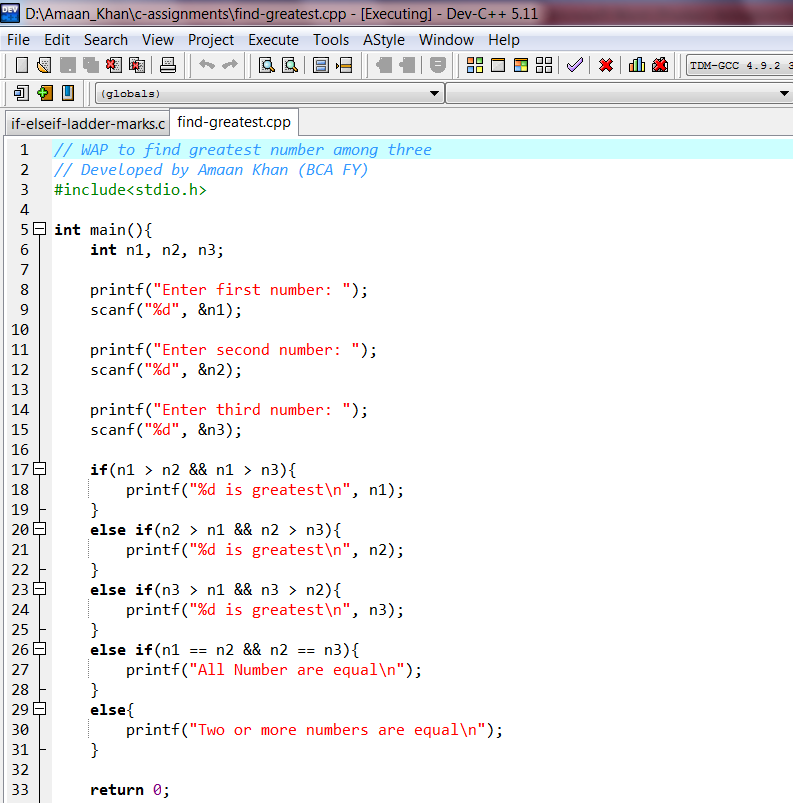 D:\Amaan_Khan\c-assignments\find-greatest.cpp - [Executing] - Dev-C++ 5.11
File Edit Search View Project Execute Tools AStyle Window Help
TDM-GCC 4.9.2
(globals)
if-elseif-ladder-marks.c find-greatest.cpp
1 // WAP to find greatest number among three
2 // Developed by Amaan Khan (BCA FY)
3 #include<stdio.h>
4
5 int main(){
6 int n1, n2, n3;
7
8 printf("Enter first number: ");
9 scanf("%d", &n1);
10
11 printf("Enter second number: ");
12 scanf("%d", &n2);
13
14 printf("Enter third number: ");
15 scanf("%d", &n3);
16
17 if(n1 > n2 && n1 > n3){
18 printf("%d is greatest\n", n1);
19 }
20 else if(n2 > n1 && n2 > n3){
21 printf("%d is greatest\n", n2);
22 }
23 else if(n3 > n1 && n3 > n2){
24 printf("%d is greatest\n", n3);
25 }
26 else if(n1 == n2 && n2 == n3){
27 printf("All Number are equal\n");
28 }
29 else{
30 printf("Two or more numbers are equal\n");
31 }
32
33 return 0;